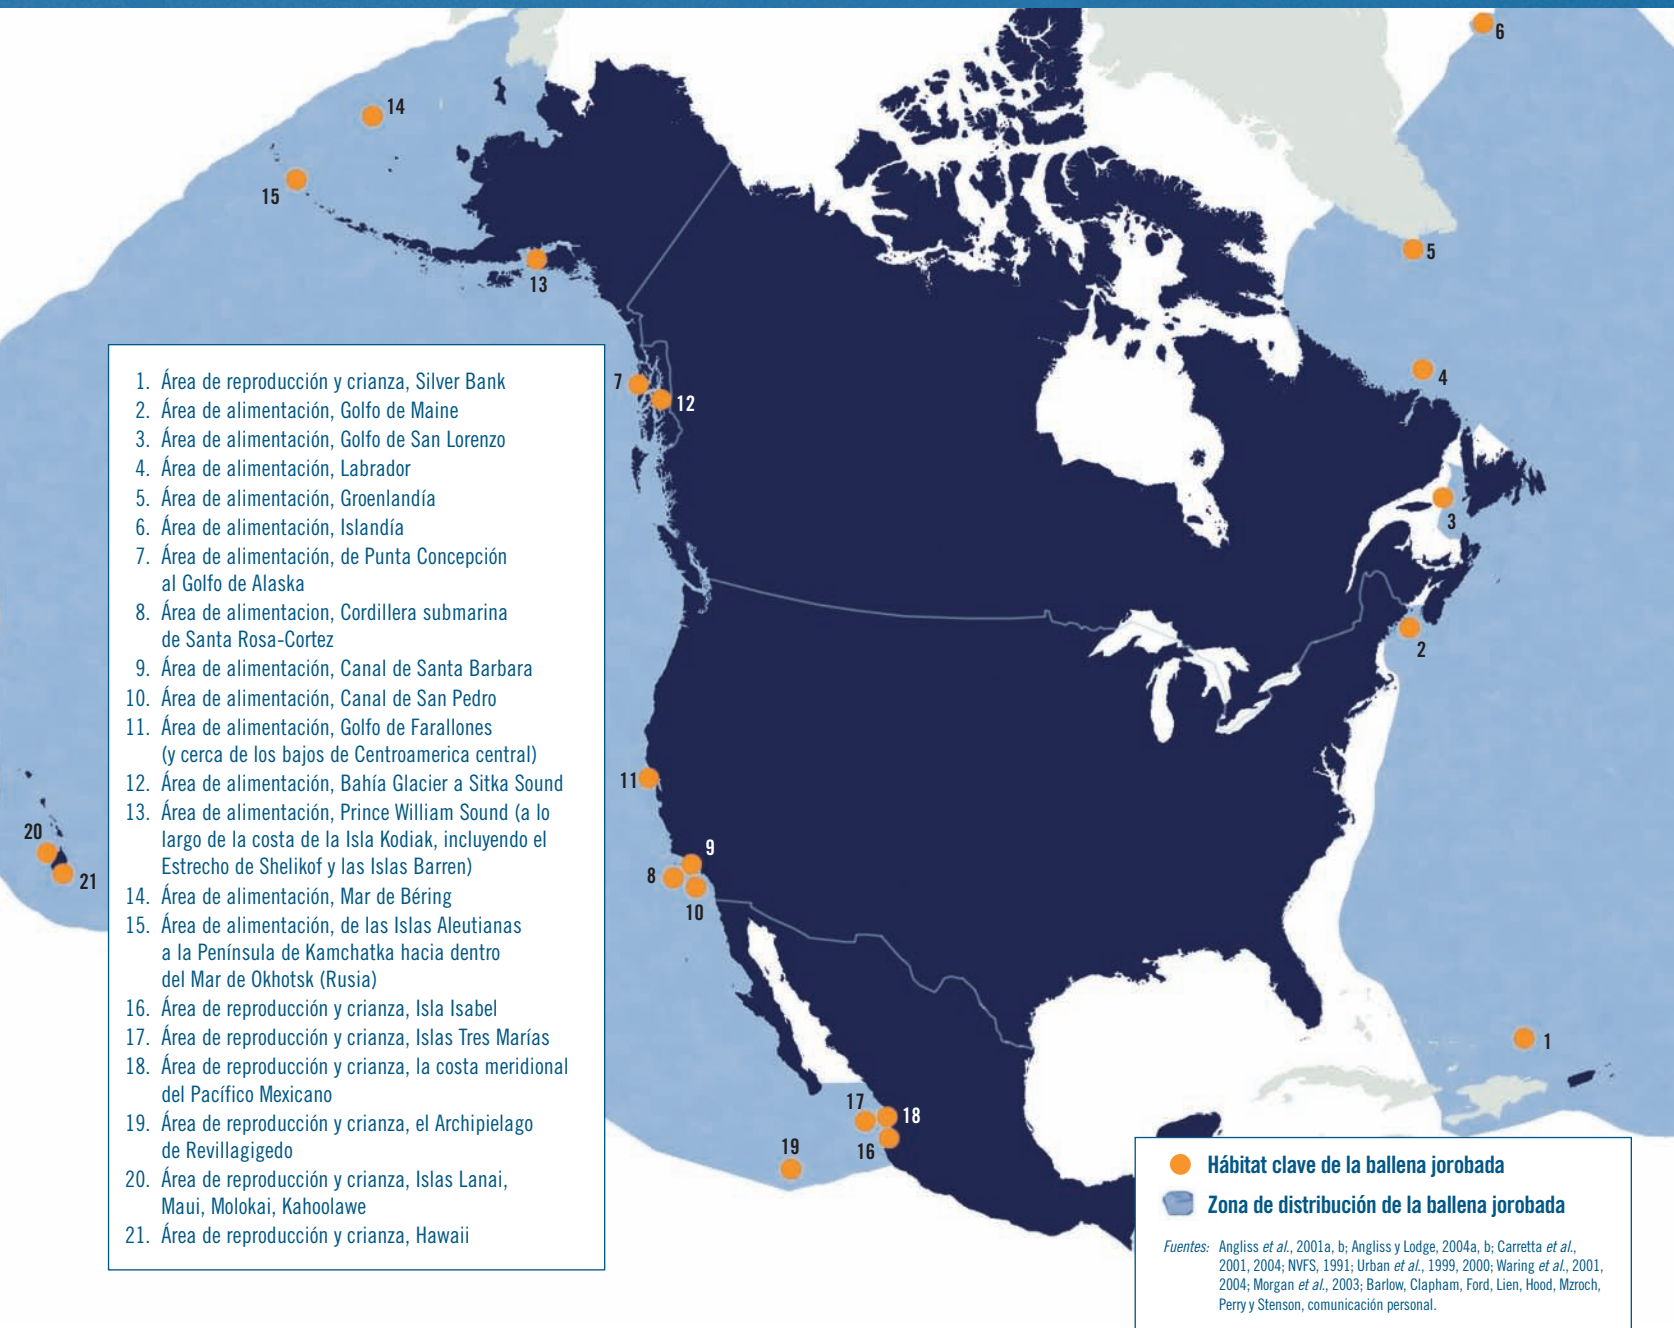 6
14
15
5
13
4
7
12
3
2
11
20
21
9
8
10
1
17
18
16
19
1. Área de reproducción y crianza, Silver Bank
2. Área de alimentación, Golfo de Maine
3. Área de alimentación, Golfo de San Lorenzo
4. Área de alimentación, Labrador
5. Área de alimentación, Groenlandía
6. Área de alimentación, Islandía
7. Área de alimentación, de Punta Concepción
al Golfo de Alaska
8. Área de alimentacion, Cordillera submarina
de Santa Rosa-Cortez
9. Área de alimentación, Canal de Santa Barbara
10. Área de alimentación, Canal de San Pedro
11. Área de alimentación, Golfo de Farallones
(y cerca de los bajos de Centroamerica central)
12. Área de alimentación, Bahía Glacier a Sitka Sound
13. Área de alimentación, Prince William Sound (a lo
largo de la costa de la Isla Kodiak, incluyendo el
Estrecho de Shelikof y las Islas Barren)
14. Área de alimentación, Mar de Béring
15. Área de alimentación, de las Islas Aleutianas
a la Península de Kamchatka hacia dentro
del Mar de Okhotsk (Rusia)
16. Área de reproducción y crianza, Isla Isabel
17. Área de reproducción y crianza, Islas Tres Marías
18. Área de reproducción y crianza, la costa meridional
del Pacífico Mexicano
19. Área de reproducción y crianza, el Archipielago
de Revillagigedo
20. Área de reproducción y crianza, Islas Lanai,
Maui, Molokai, Kahoolawe
21. Área de reproducción y crianza, Hawaii
Hábitat clave de la ballena jorobada
Zona de distribución de la ballena jorobada
Fuentes: Angliss et al., 2001a, b; Angliss y Lodge, 2004a, b; Carretta et al.,
2001, 2004; NVFS, 1991; Urban et al., 1999, 2000; Waring et al., 2001,
2004; Morgan et al., 2003; Barlow, Clapham, Ford, Lien, Hood, Mzroch,
Perry y Stenson, comunicación personal.